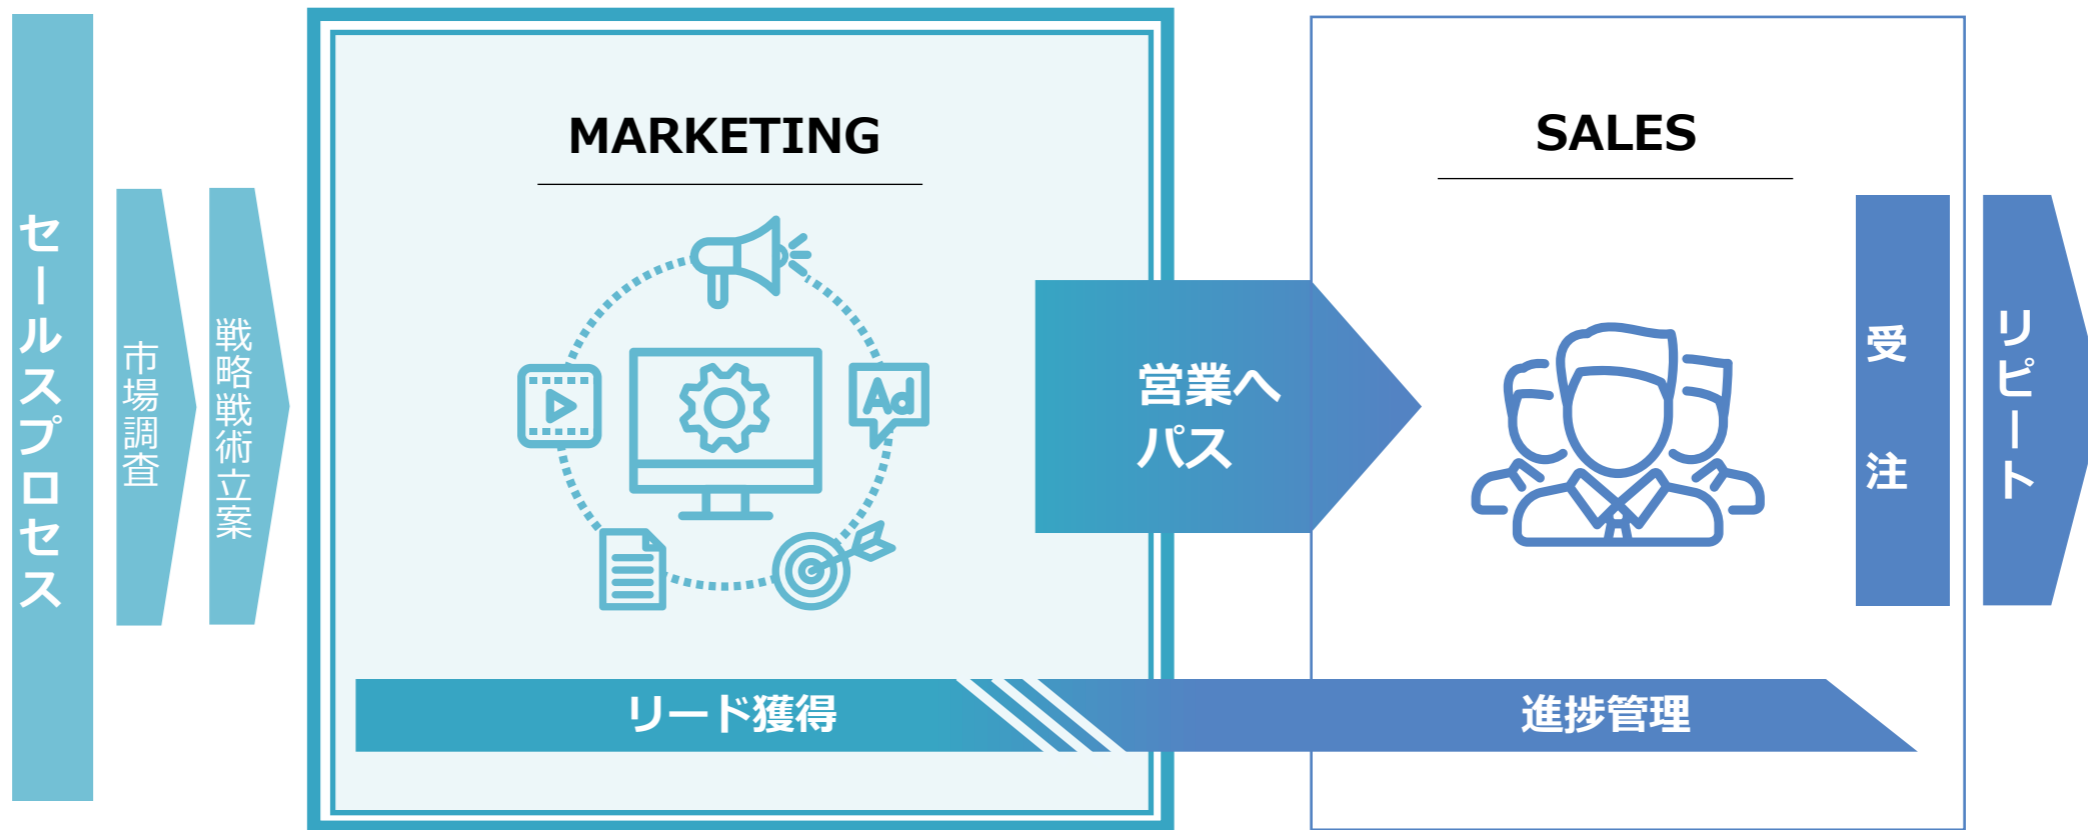 セールスプロセス
市場調査
戦略戦術立案
MARKETING
Ad
営業へ
パス
リード獲得
SALES
進捗管理
受注
リピート